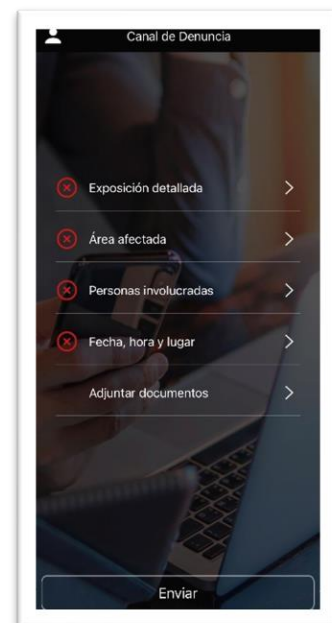 Canal de Denuncia
Exposición detallada
Área afectada
Personas involucradas
Fecha, hora y lugar
Adjuntar documentos
Enviar